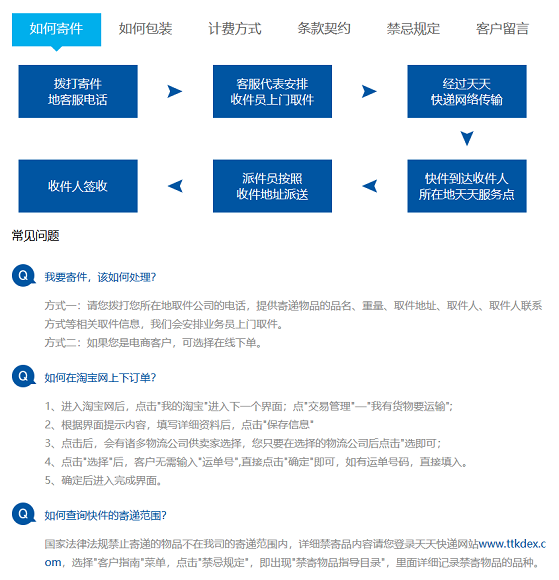 如何寄件
如何包装
计费方式
条款契约
禁忌规定
客户留言
拨打寄件
地客服电话
客服代表安排
收件员上门取件
经过天天
快递网络传输
快件到达收件人
所在地天天服务点
派件员按照
收件地址派送
收件人签收
常见问题
Q 我要寄件，该如何处理？
方式一：请您拨打您所在地取件公司的电话，提供寄递物品的品名、重量、取件地址、取件人、取件人联系
方式等相关取件信息，我们会安排业务员上门取件。
方式二：如果您是电商客户，可选择在线下单。
Q 如何在淘宝网上下订单？
1、进入淘宝网后，点击"我的淘宝"进入下一个界面；点"交易管理"—"我有货物要运输"；
2、根据界面提示内容，填写详细资料后，点击"保存信息"
3、点击后，会有诸多物流公司供卖家选择，您只要在选择的物流公司后点击"选即可；
4、点击"选择"后，客户无需输入"运单号",直接点击"确定"即可，如有运单号码，直接填入。
5、确定后进入完成界面。
Q 如何查询快件的寄递范围？
国家法律法规禁止寄递的物品不在我司的寄递范围内，详细禁寄品内容请您登录天天快递网站www.ttkdex.c
om，选择"客户指南"菜单，点击"禁忌规定"，即出现"禁寄物品指导目录"，里面详细记录禁寄物品的品种。